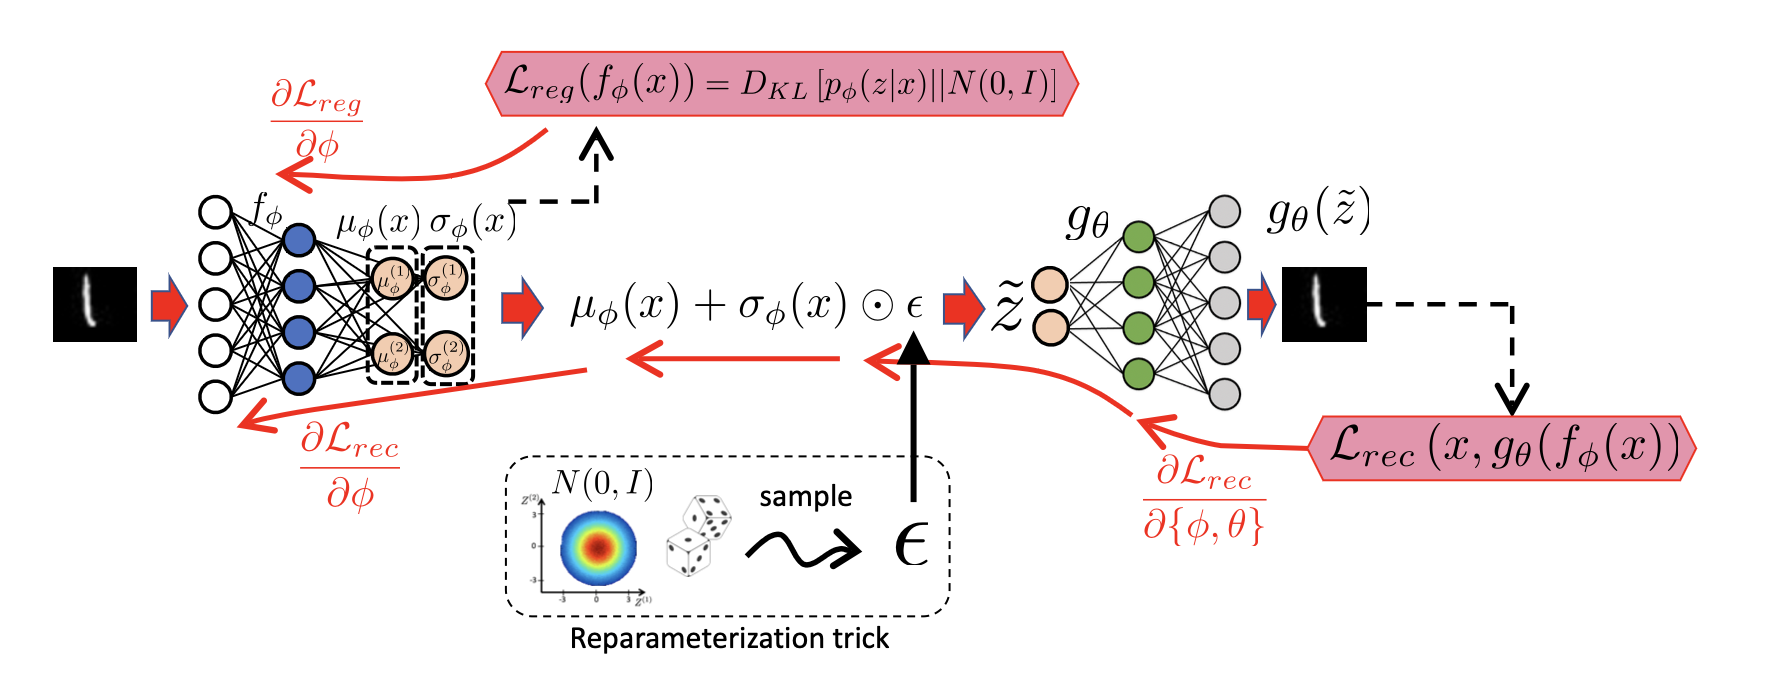 $\mathcal{L}_{reg}(f_\phi(x)) = D_{KL}\,[p_\phi(z|x)||N(0,I)]$
$\frac{\partial \mathcal{L}_{reg}}{\partial \phi}$
$f_\phi$
$\mu_\phi(x)$ $\sigma_\phi(x)$
$\mu_\phi^{(1)}$ $\sigma_\phi^{(1)}$
$\mu_\phi^{(2)}$ $\sigma_\phi^{(2)}$
$\mu_\phi(x) + \sigma_\phi(x) \odot \epsilon$
$\tilde{z}$
$g_\theta$
$g_\theta(\tilde{z})$
$\mathcal{L}_{rec}\,(x, g_\theta(f_\phi(x))$
$\frac{\partial \mathcal{L}_{rec}}{\partial \{\phi, \theta\}}$
$\frac{\partial \mathcal{L}_{rec}}{\partial \phi}$
$N(0, I)$
$Z^{(2)}$
3
0
-3
-3 0 3 $Z^{(1)}$
sample
$\epsilon$
Reparameterization trick